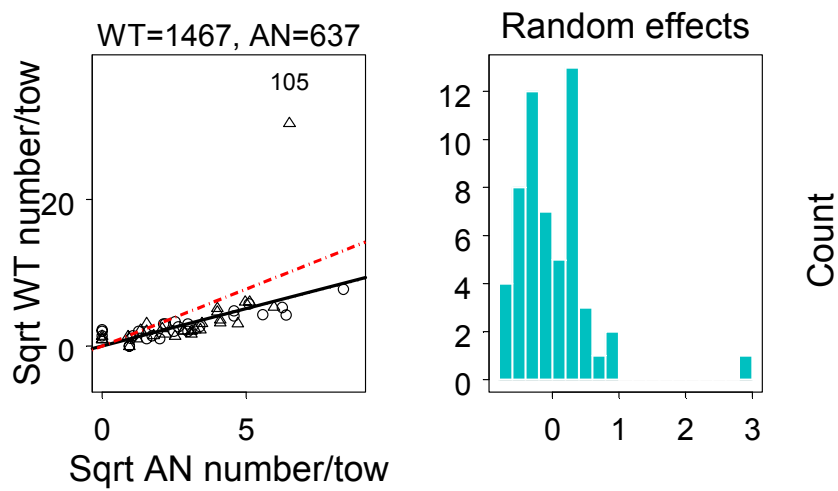 WT=1467, AN=637
Random effects
105
Sqrt WT number/tow
20
0
0 5
Sqrt AN number/tow
12
10
8
6
4
2
0
0 1 2 3
Count